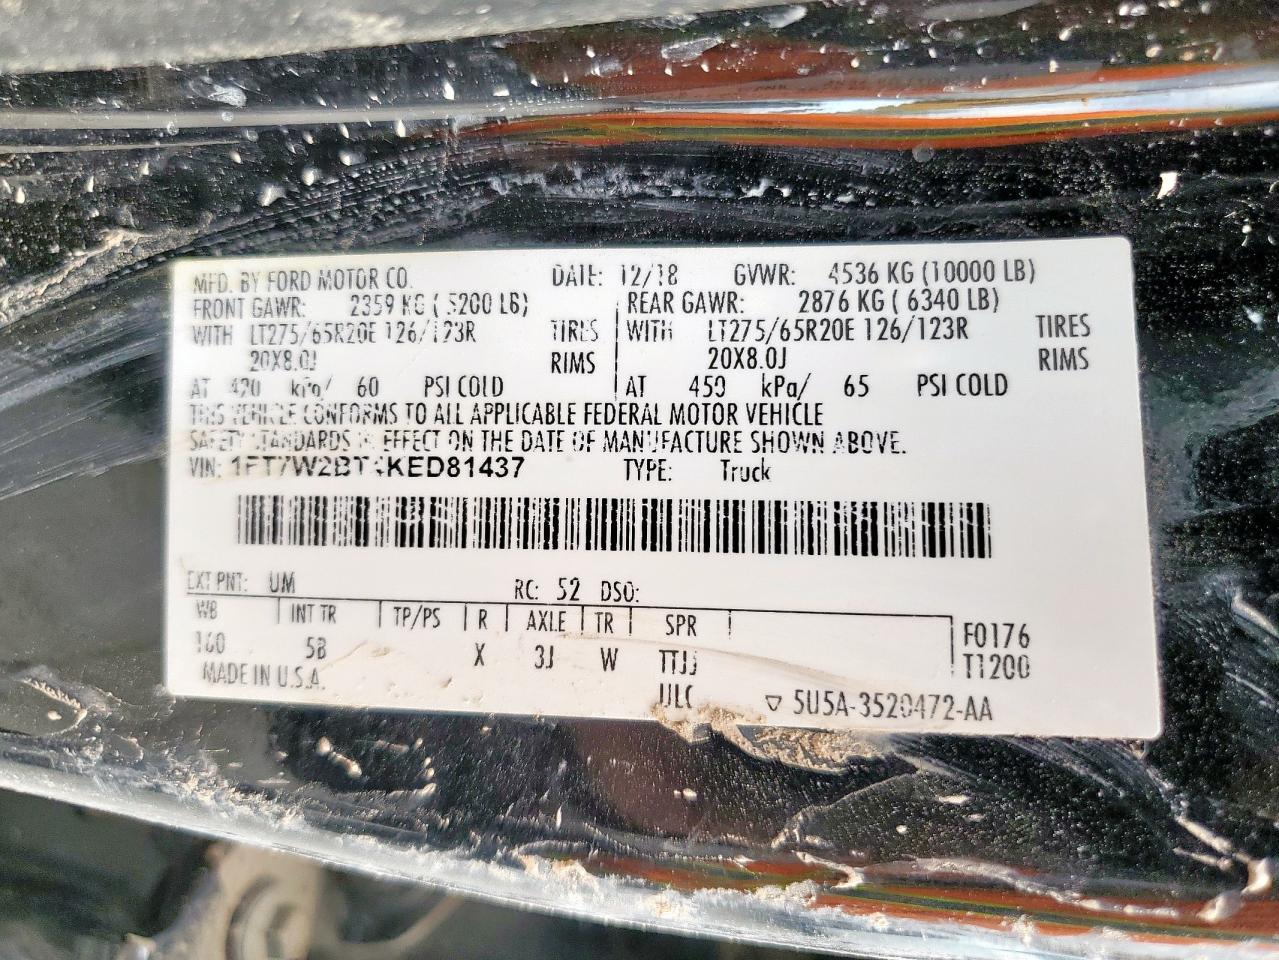 MFD. BY FORD MOTOR CO. DATE: 12/18 GVWR: 4536 KG (10000 LB)
FRONT GAWR: 2359 KG ( 5200 LB) REAR GAWR: 2876 KG ( 6340 LB)
WITH LT275/65R20E 126/123R TIRES WITH LT275/65R20E 126/123R TIRES
20X8.0J RIMS 20X8.0J RIMS
AT 420 kPa/ 60 PSI COLD AT 450 kPa/ 65 PSI COLD
THIS VEHICLE CONFORMS TO ALL APPLICABLE FEDERAL MOTOR VEHICLE
SAFETY STANDARDS IN EFFECT ON THE DATE OF MANUFACTURE SHOWN ABOVE.
VIN: TYPE: Truck
EXT PNT: UM RC: 52 DSO:
WB INT TR TP/PS R AXLE TR SPR
160 5B X 3J W TTJJ F0176
MADE IN U.S.A. ULC T1200
▽ 5U5A-3520472-AA